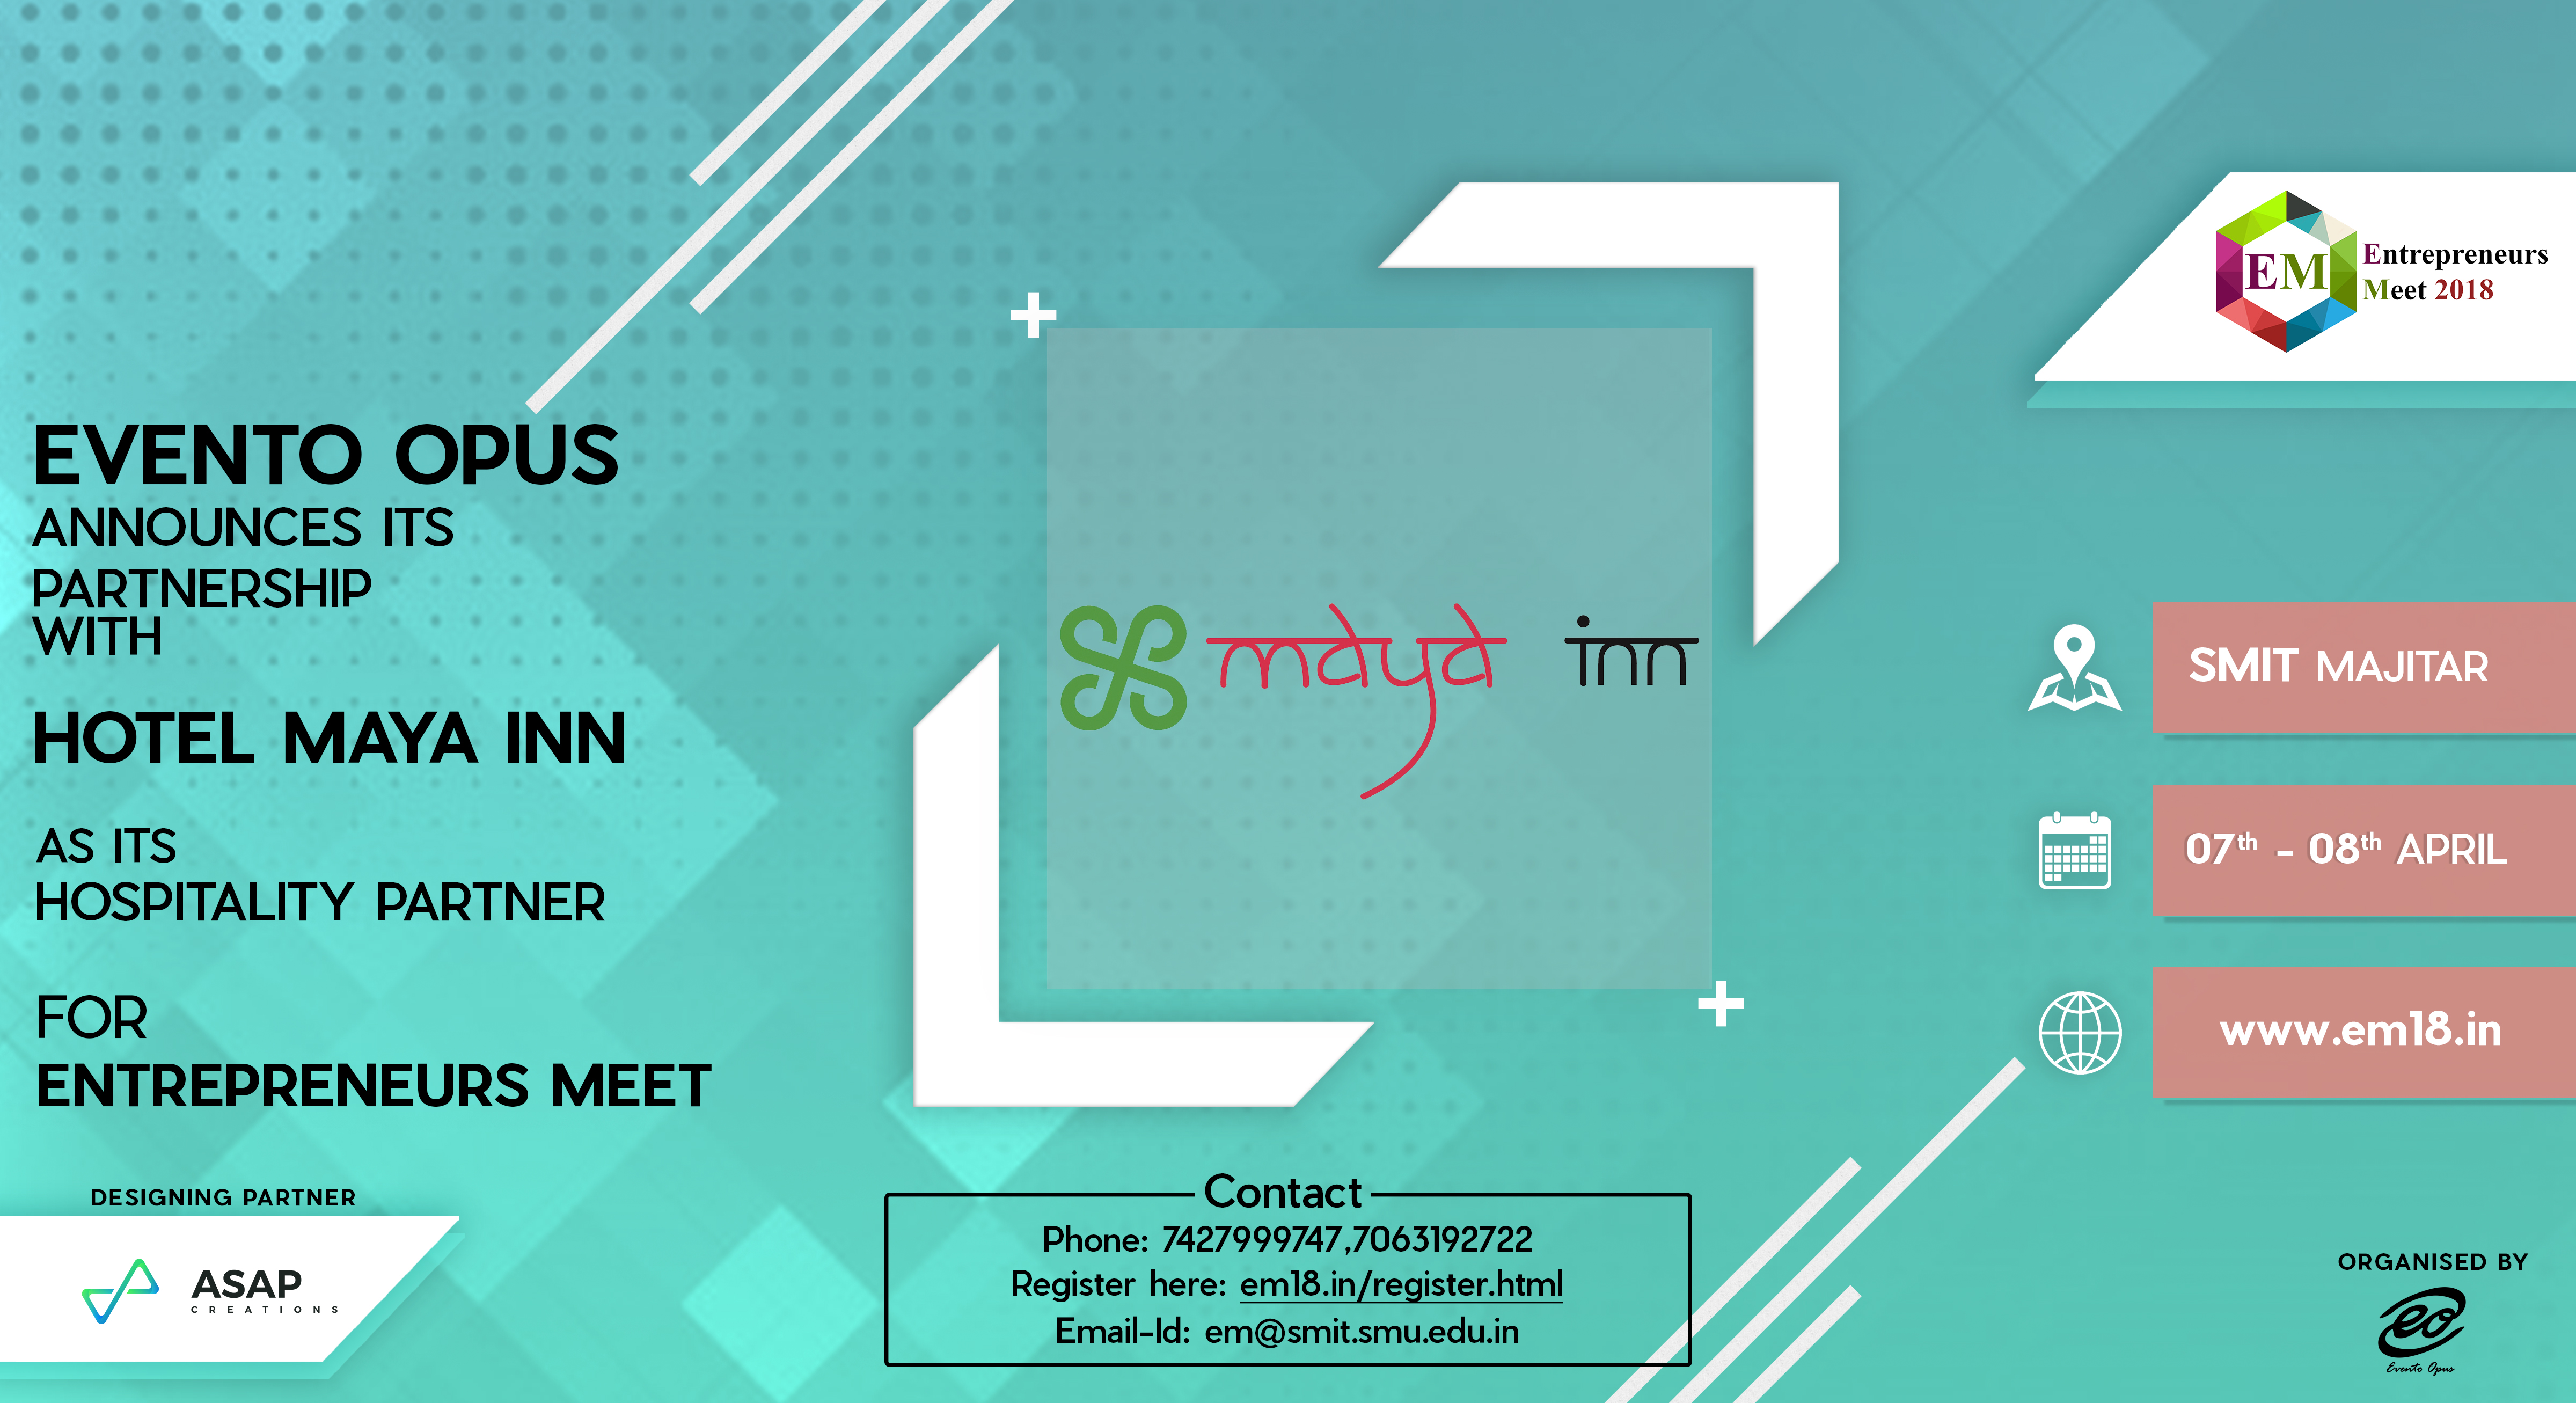 EVENTO OPUS
ANNOUNCES ITS
PARTNERSHIP
WITH
HOTEL MAYA INN
AS ITS
HOSPITALITY PARTNER
FOR
ENTREPRENEURS MEET
DESIGNING PARTNER
ASAP
CREATIONS
maya inn
Contact
Phone: 7427999747,7063192722
Register here: em18.in/register.html
Email-Id: em@smit.smu.edu.in
EM
Entrepreneurs
Meet 2018
SMIT MAJITAR
07th - 08th APRIL
www.em18.in
ORGANISED BY
eo
Evento Opus